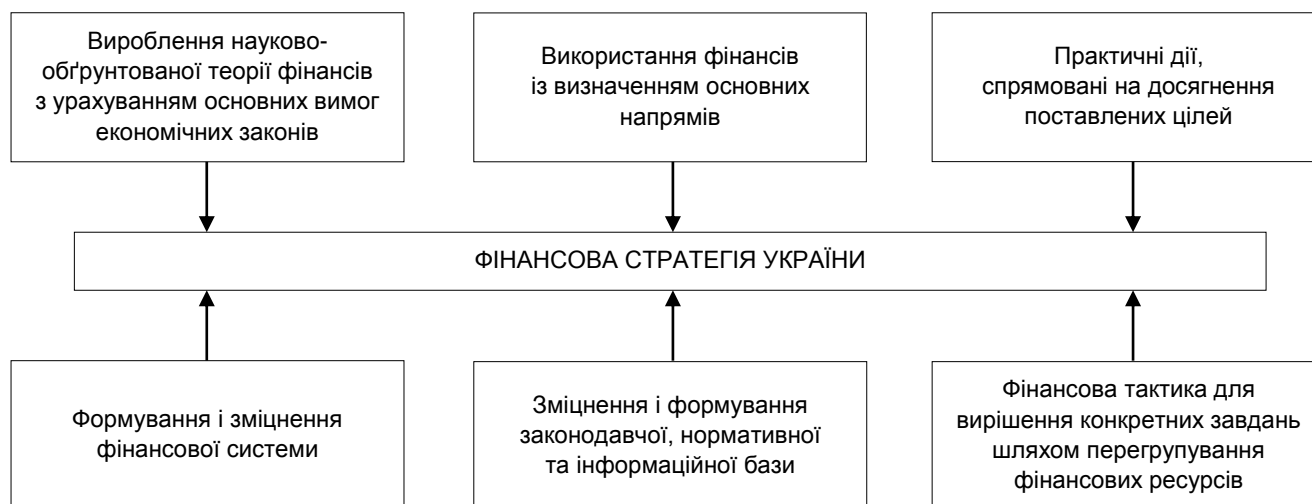 Вироблення науково-
обґрунтованої теорії фінансів
з урахуванням основних вимог
економічних законів
Використання фінансів
із визначенням основних
напрямів
Практичні дії,
спрямовані на досягнення
поставлених цілей
ФІНАНСОВА СТРАТЕГІЯ УКРАЇНИ
Формування і зміцнення
фінансової системи
Зміцнення і формування
законодавчої, нормативної
та інформаційної бази
Фінансова тактика для
вирішення конкретних завдань
шляхом перегрупування
фінансових ресурсів